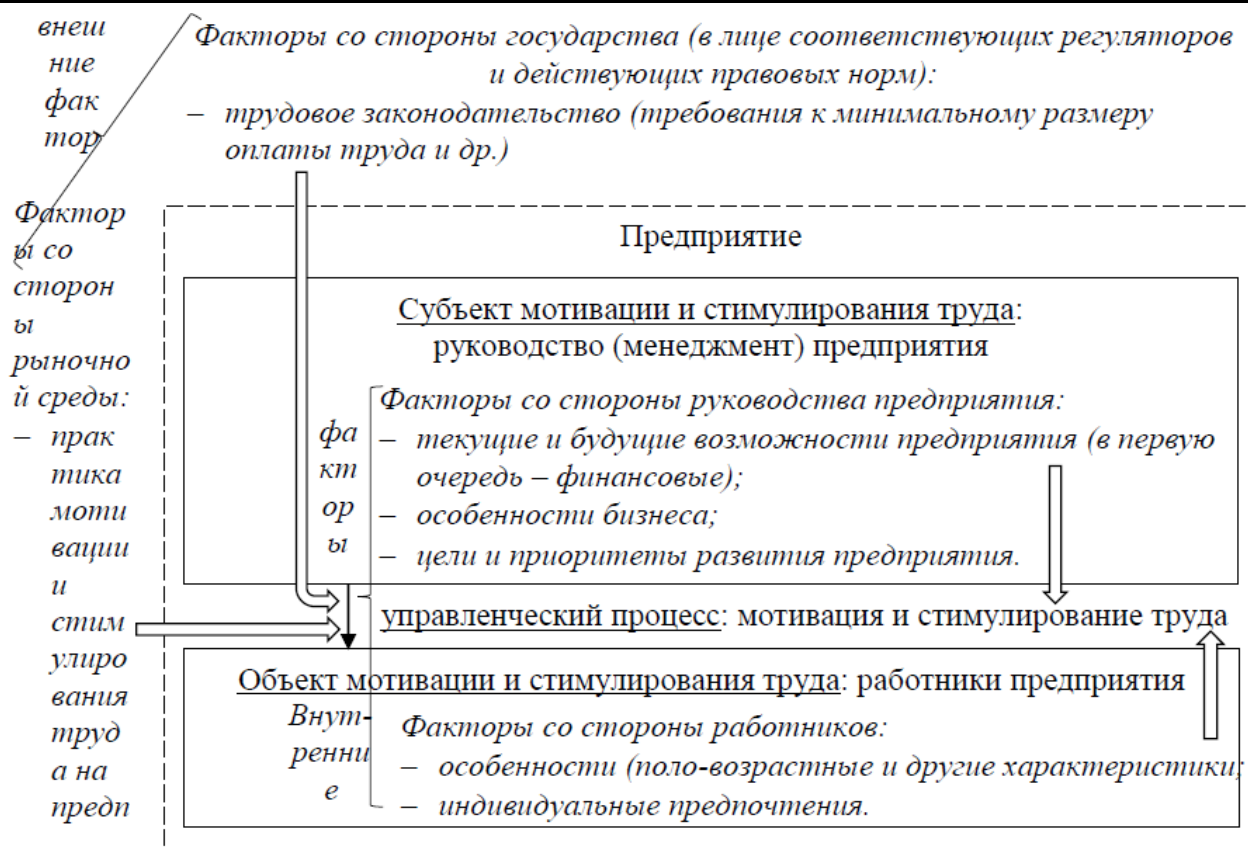 внеш
ние
фак
тор
Факторы со стороны государства (в лице соответствующих регуляторов
и действующих правовых норм):
– трудовое законодательство (требования к минимальному размеру
оплаты труда и др.)
Фактор
ы со
сторон
ы
рыночно
й среды:
– прак
тика
моти
вации
и
стим
улиро
вания
труд
а на
предп
Предприятие
Субъект мотивации и стимулирования труда:
руководство (менеджмент) предприятия
фа
кт
ор
ы
Факторы со стороны руководства предприятия:
– текущие и будущие возможности предприятия (в первую
очередь – финансовые);
– особенности бизнеса;
– цели и приоритеты развития предприятия.
управленческий процесс: мотивация и стимулирование труда
Объект мотивации и стимулирования труда: работники предприятия
Внут-
ренни
е
Факторы со стороны работников:
– особенности (поло-возрастные и другие характеристики;
– индивидуальные предпочтения.